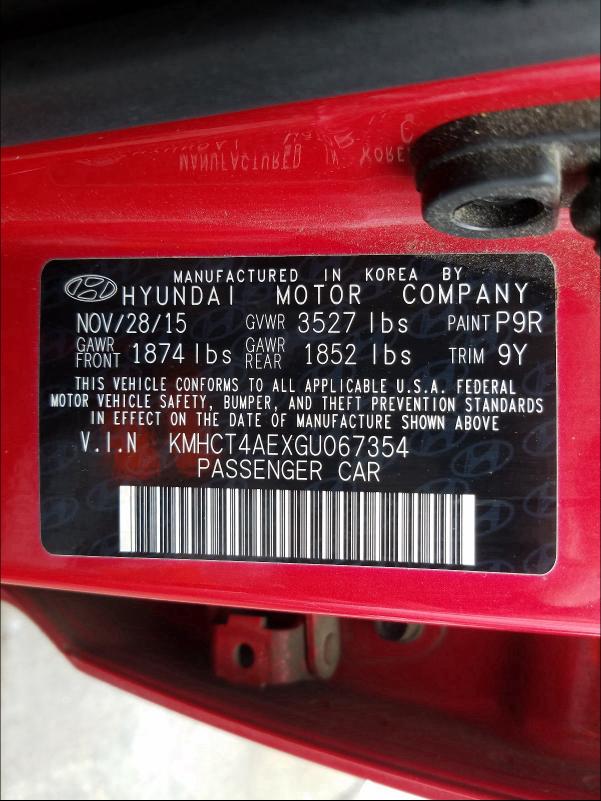 MANUFACTURED IN KOREA BY
HYUNDAI MOTOR COMPANY
NOV/28/15 GVWR 3527 lbs PAINT P9R
GAWR FRONT 1874 lbs GAWR REAR 1852 lbs TRIM 9Y
THIS VEHICLE CONFORMS TO ALL APPLICABLE U.S.A. FEDERAL
MOTOR VEHICLE SAFETY, BUMPER, AND THEFT PREVENTION STANDARDS
IN EFFECT ON THE DATE OF MANUFACTURE SHOWN ABOVE
V.I.N KMHCT4AEXGU067354
PASSENGER CAR